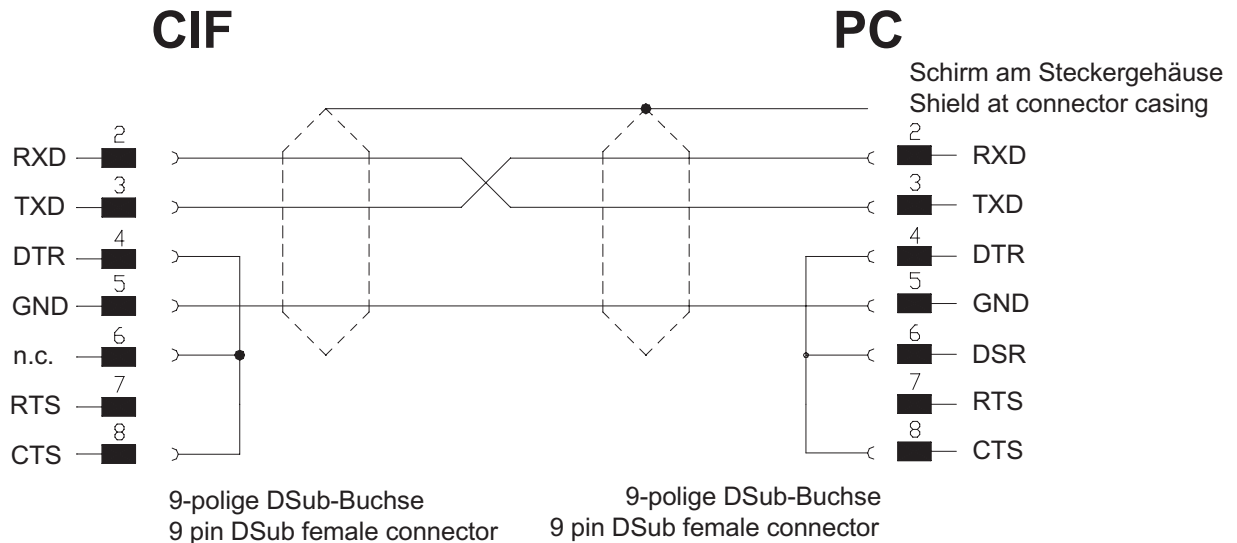 CIF
PC
Schirm am Steckergehäuse
Shield at connector casing
RXD 2
2 RXD
TXD 3
3 TXD
DTR 4
4 DTR
GND 5
5 GND
n.c. 6
6 DSR
RTS 7
7 RTS
CTS 8
8 CTS
9-polige DSub-Buchse
9 pin DSub female connector
9-polige DSub-Buchse
9 pin DSub female connector